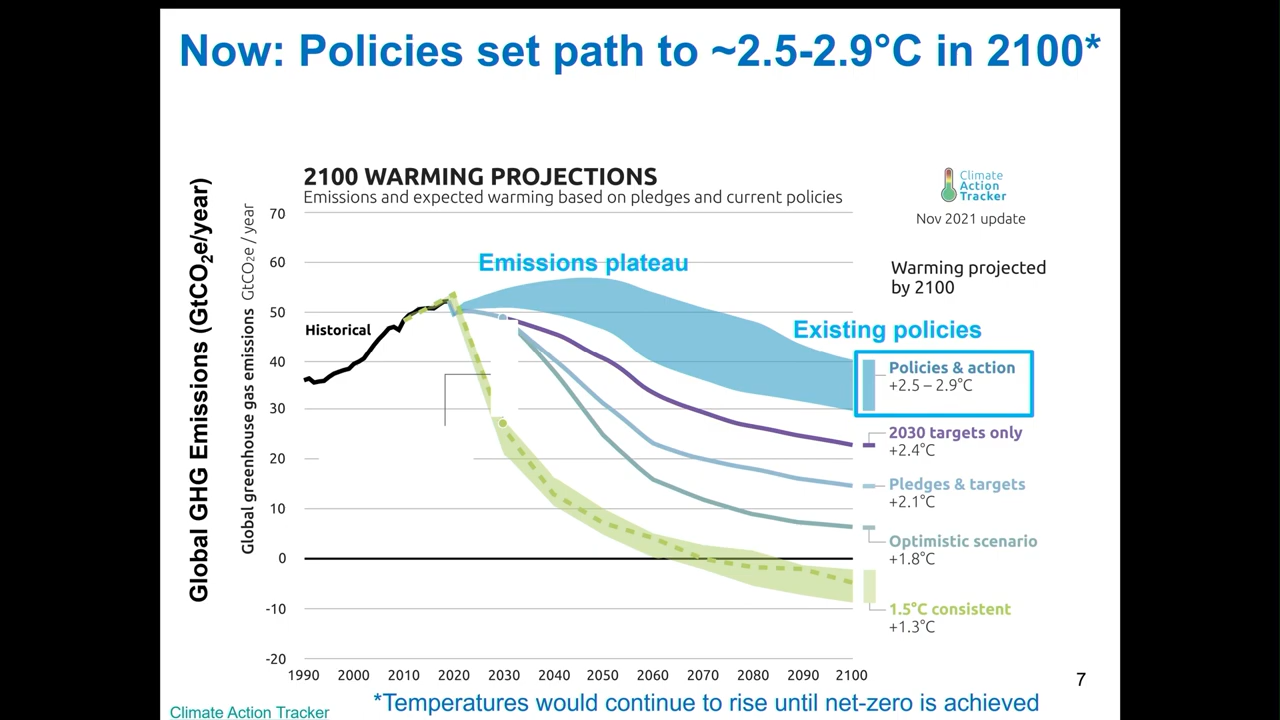 Now: Policies set path to ~2.5-2.9°C in 2100*
2100 WARMING PROJECTIONS
Emissions and expected warming based on pledges and current policies
Climate
Action
Tracker
Nov 2021 update
Global GHG Emissions (GtCO₂e/year)
Global greenhouse gas emissions GtCO₂e / year
70
60
50
40
30
20
10
0
-10
-20
Emissions plateau
Historical
Warming projected
by 2100
Existing policies
Policies & action
+2.5 – 2.9°C
2030 targets only
+2.4°C
Pledges & targets
+2.1°C
Optimistic scenario
+1.8°C
1.5°C consistent
+1.3°C
1990 2000 2010 2020 2030 2040 2050 2060 2070 2080 2090 2100
7
*Temperatures would continue to rise until net-zero is achieved
Climate Action Tracker